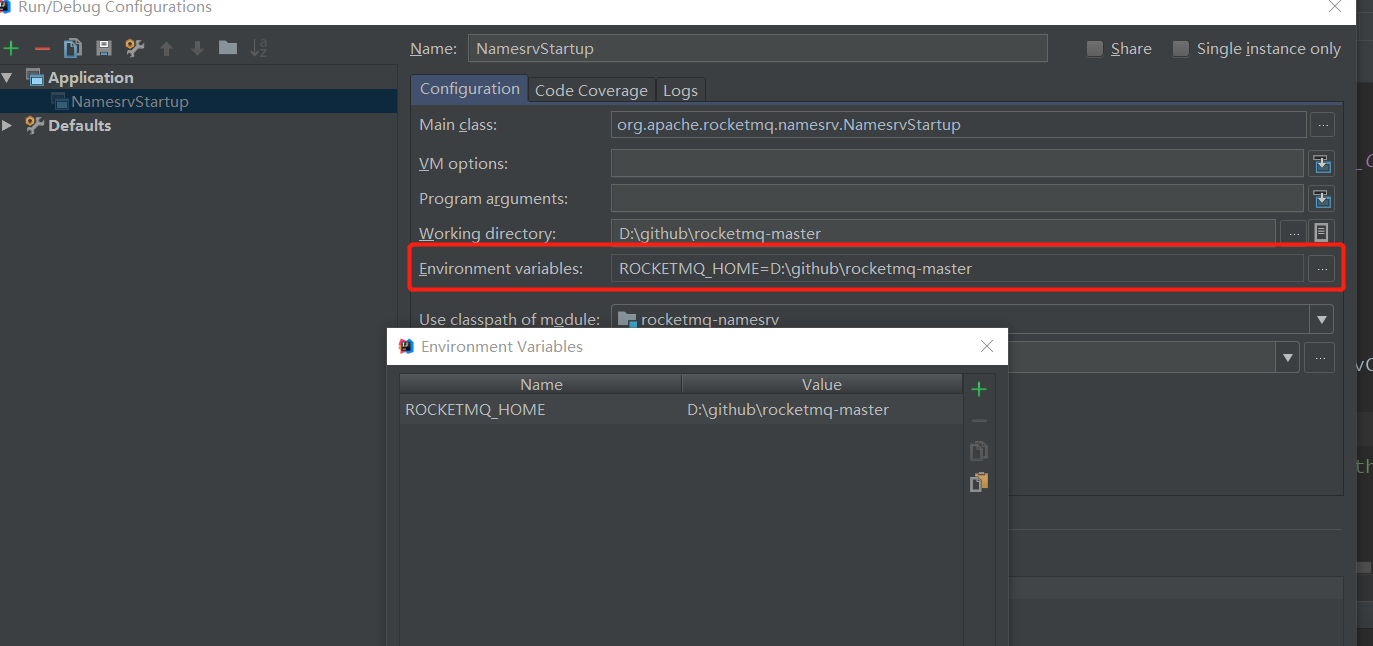 Run/Debug Configurations
Name: NamesrvStartup Share Single instance only
Application
NamesrvStartup
Defaults
Configuration Code Coverage Logs
Main class: org.apache.rocketmq.namesrv.NamesrvStartup ...
VM options:
Program arguments:
Working directory: D:\github\rocketmq-master ...
Environment variables: ROCKETMQ_HOME=D:\github\rocketmq-master ...
Use classpath of module: rocketmq-namesrv
...
Environment Variables
Name Value
ROCKETMQ_HOME D:\github\rocketmq-master